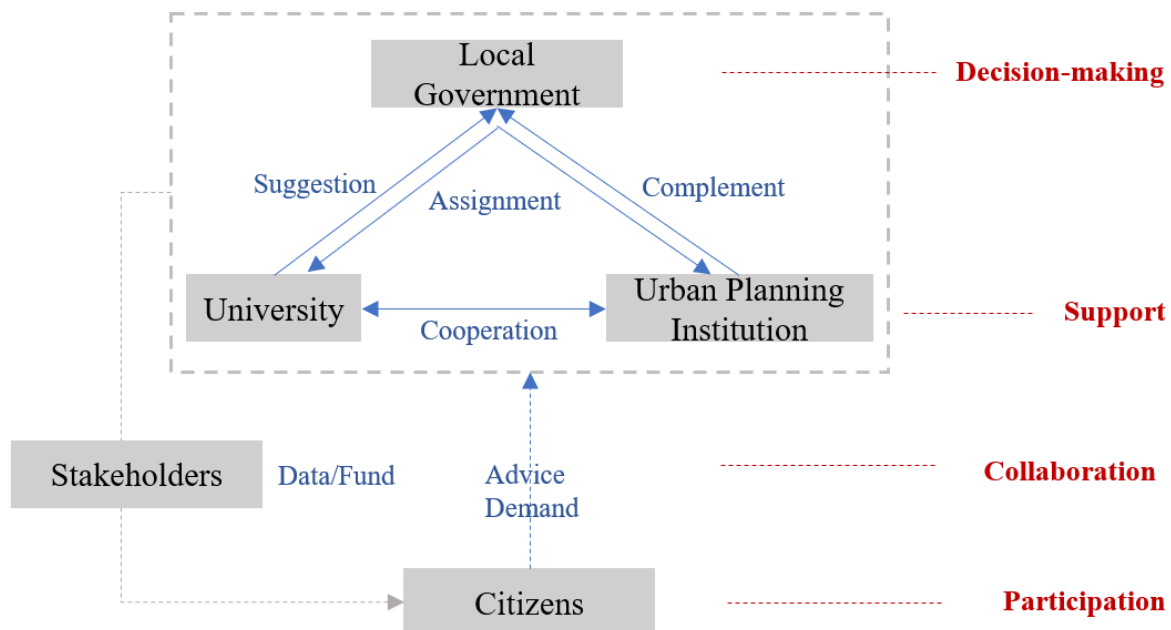 Local
Government
Decision-making
Suggestion
Assignment
Complement
University
Cooperation
Urban Planning
Institution
Support
Stakeholders
Data/Fund
Advice
Demand
Collaboration
Citizens
Participation